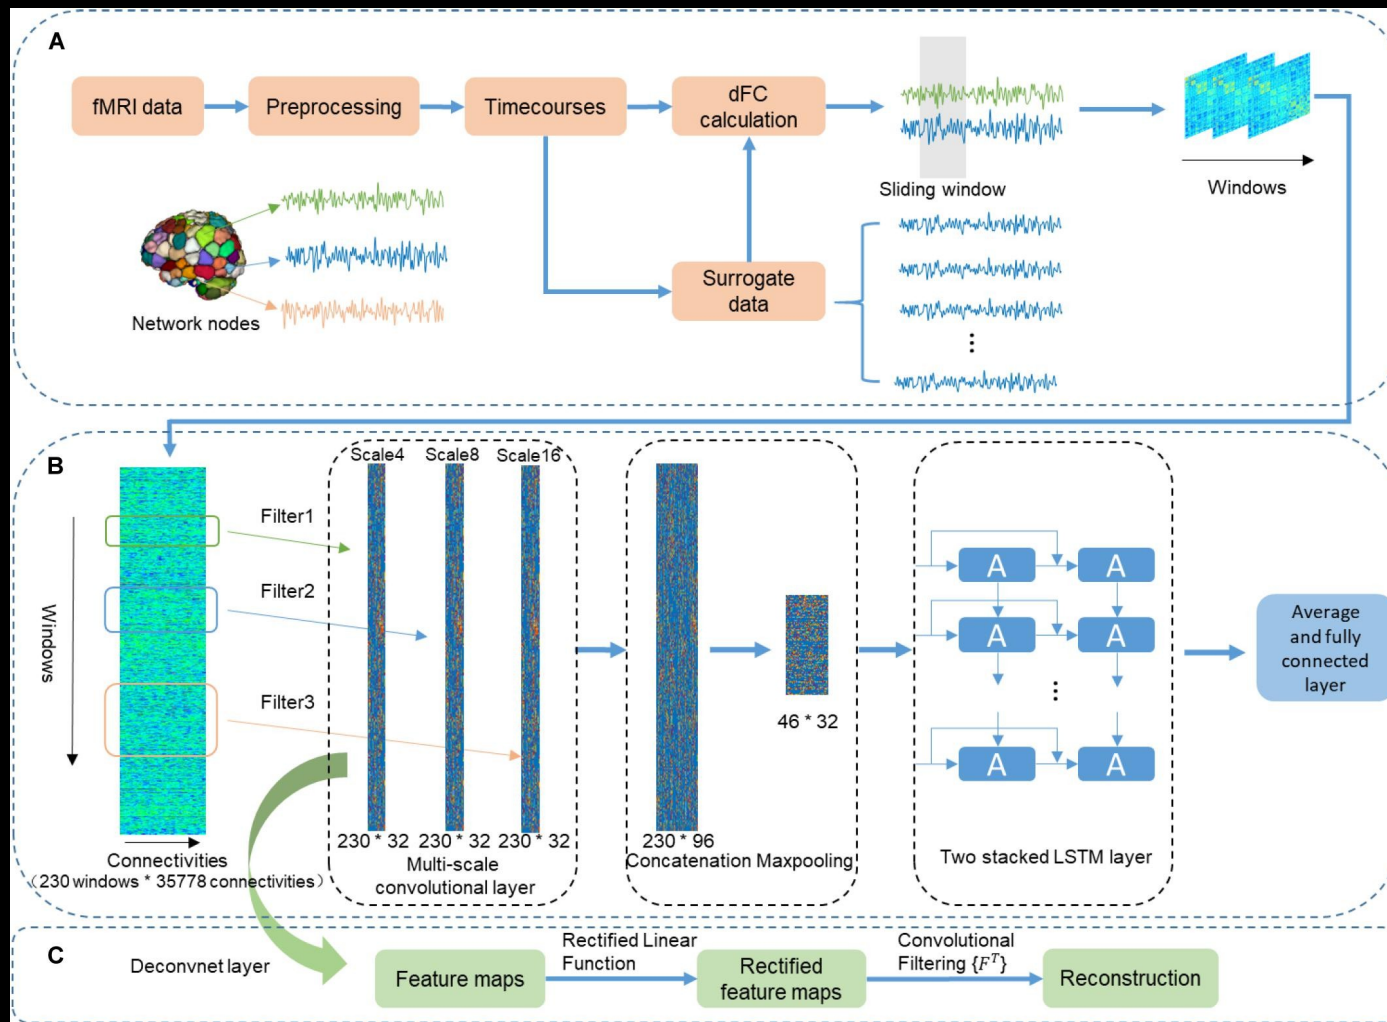 A
fMRI data
Preprocessing
Timecourses
dFC
calculation
Sliding window
Windows
Network nodes
Surrogate
data
B
Windows
Filter1
Filter2
Filter3
Scale4
Scale8
Scale16
230 * 32
230 * 32
230 * 32
Multi-scale
convolutional layer
Connectivities
(230 windows * 35778 connectivities)
230 * 96
46 * 32
Concatenation Maxpooling
A
A
A
A
A
A
Two stacked LSTM layer
Average
and fully
connected
layer
C
Deconvnet layer
Feature maps
Rectified Linear
Function
Rectified
feature maps
Convolutional
Filtering {F^T}
Reconstruction